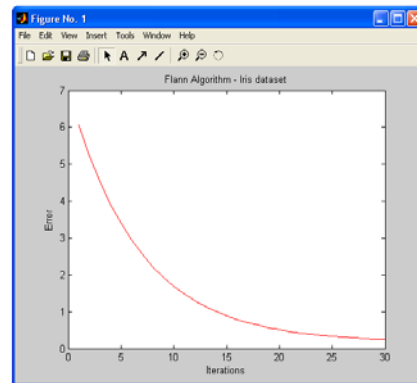 Figure No. 1
File Edit View Insert Tools Window Help
A
Flann Algorithm - Iris dataset
7
6
5
4
3
2
1
0
Error
0 5 10 15 20 25 30
Iterations